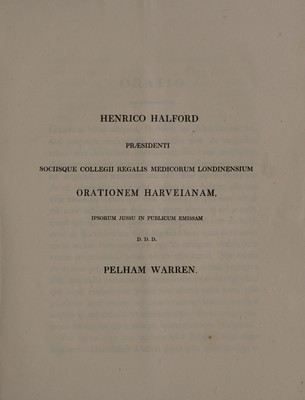 HENRICO HALFORD
PRÆSIDENTI
SOCIISQUE COLLEGII REGALIS MEDICORUM LONDINENSIUM
ORATIONEM HARVEIANAM,
IPSORUM JUSSU IN PUBLICUM EMISSAM
D. D. D.
PELHAM WARREN.